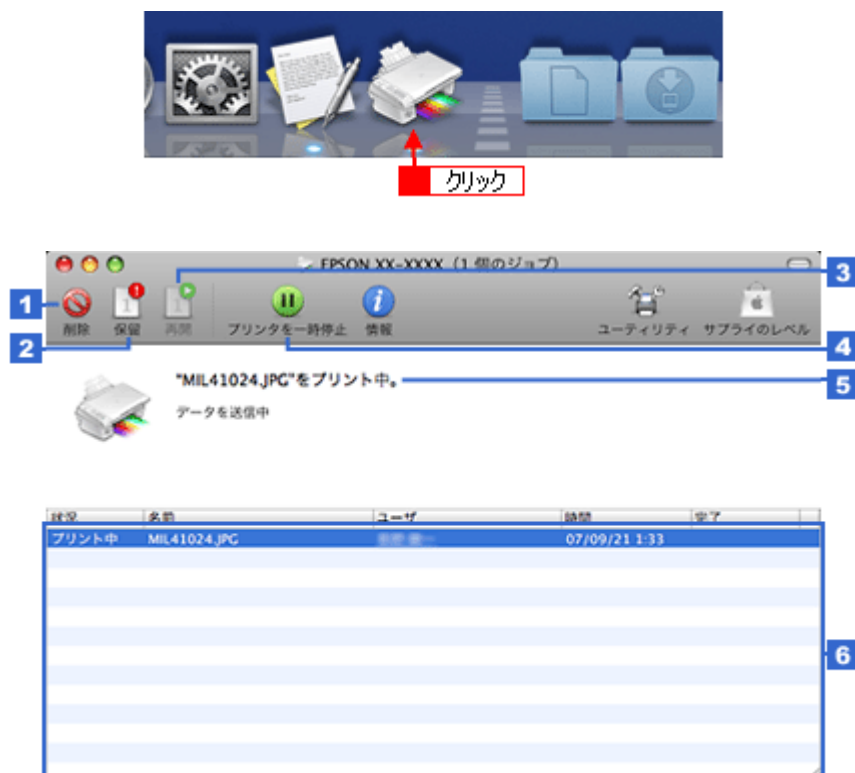 クリック
EPSON XX-XXXX（1 個のジョブ）
3
1
削除 保留 再開 プリンタを一時停止 情報 ユーティリティ サプライのレベル
2
4
"MIL41024.JPG"をプリント中。
5
データを送信中
状況 名前 ユーザ 時間 完了
プリント中 MIL41024.JPG 07/09/21 1:33
6